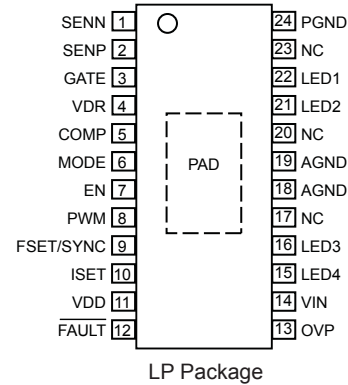 SENN 1 24 PGND
SENP 2 23 NC
GATE 3 22 LED1
VDR 4 21 LED2
COMP 5 20 NC
MODE 6 PAD 19 AGND
EN 7 18 AGND
PWM 8 17 NC
FSET/SYNC 9 16 LED3
ISET 10 15 LED4
VDD 11 14 VIN
FAULT 12 13 OVP
LP Package